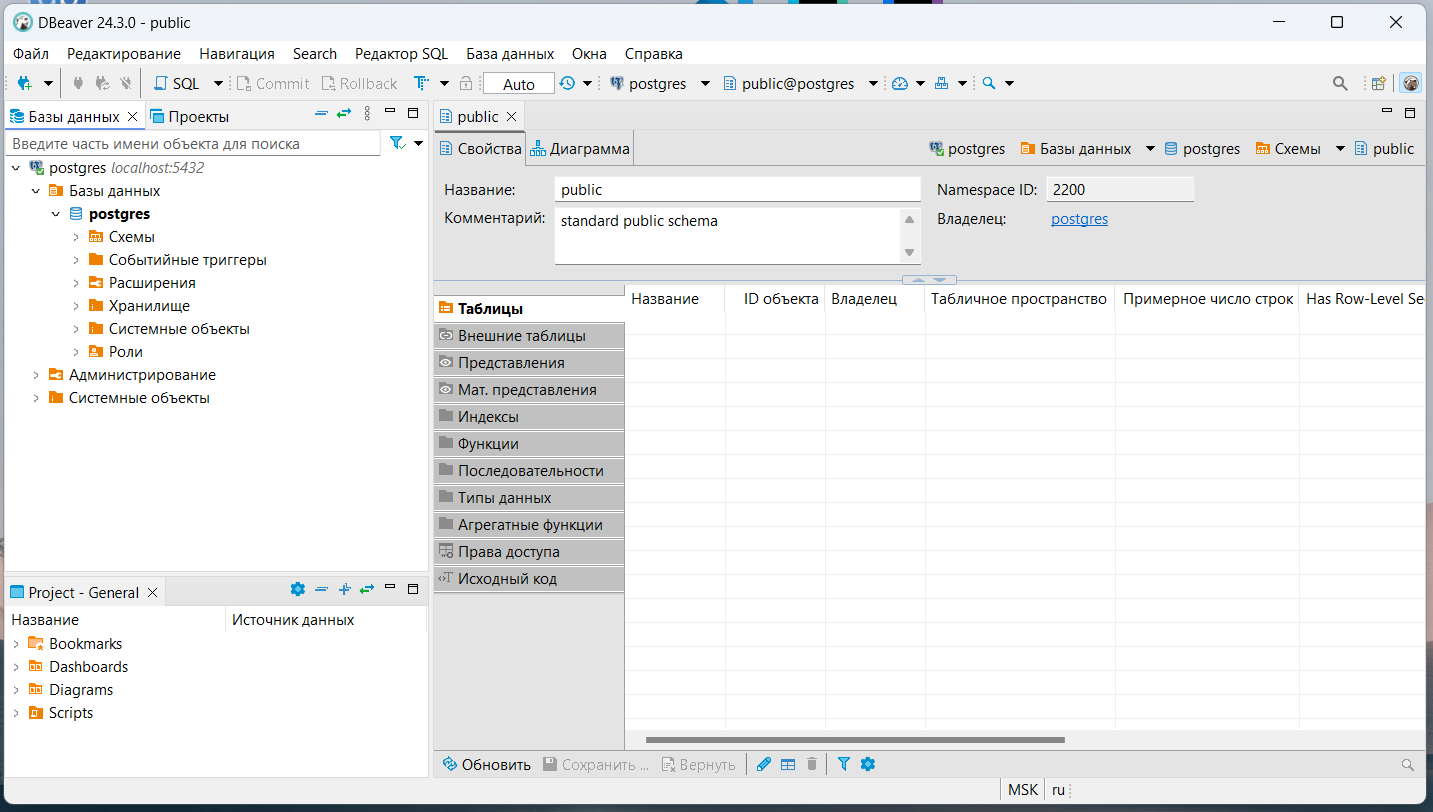 DBeaver 24.3.0 - public
Файл Редактирование Навигация Search Редактор SQL База данных Окна Справка
SQL Commit Rollback Auto postgres public@postgres
Базы данных Проекты
Введите часть имени объекта для поиска
postgres localhost:5432
Базы данных
postgres
Схемы
Событийные триггеры
Расширения
Хранилище
Системные объекты
Роли
Администрирование
Системные объекты
Project - General
Название Источник данных
Bookmarks
Dashboards
Diagrams
Scripts
public
Свойства Диаграмма postgres Базы данных postgres Схемы public
Название: public Namespace ID: 2200
Комментарий: standard public schema Владелец: postgres
Таблицы
Внешние таблицы
Представления
Мат. представления
Индексы
Функции
Последовательности
Типы данных
Агрегатные функции
Права доступа
Исходный код
Название ID объекта Владелец Табличное пространство Примерное число строк Has Row-Level Se
Обновить Сохранить ... Вернуть
MSK ru